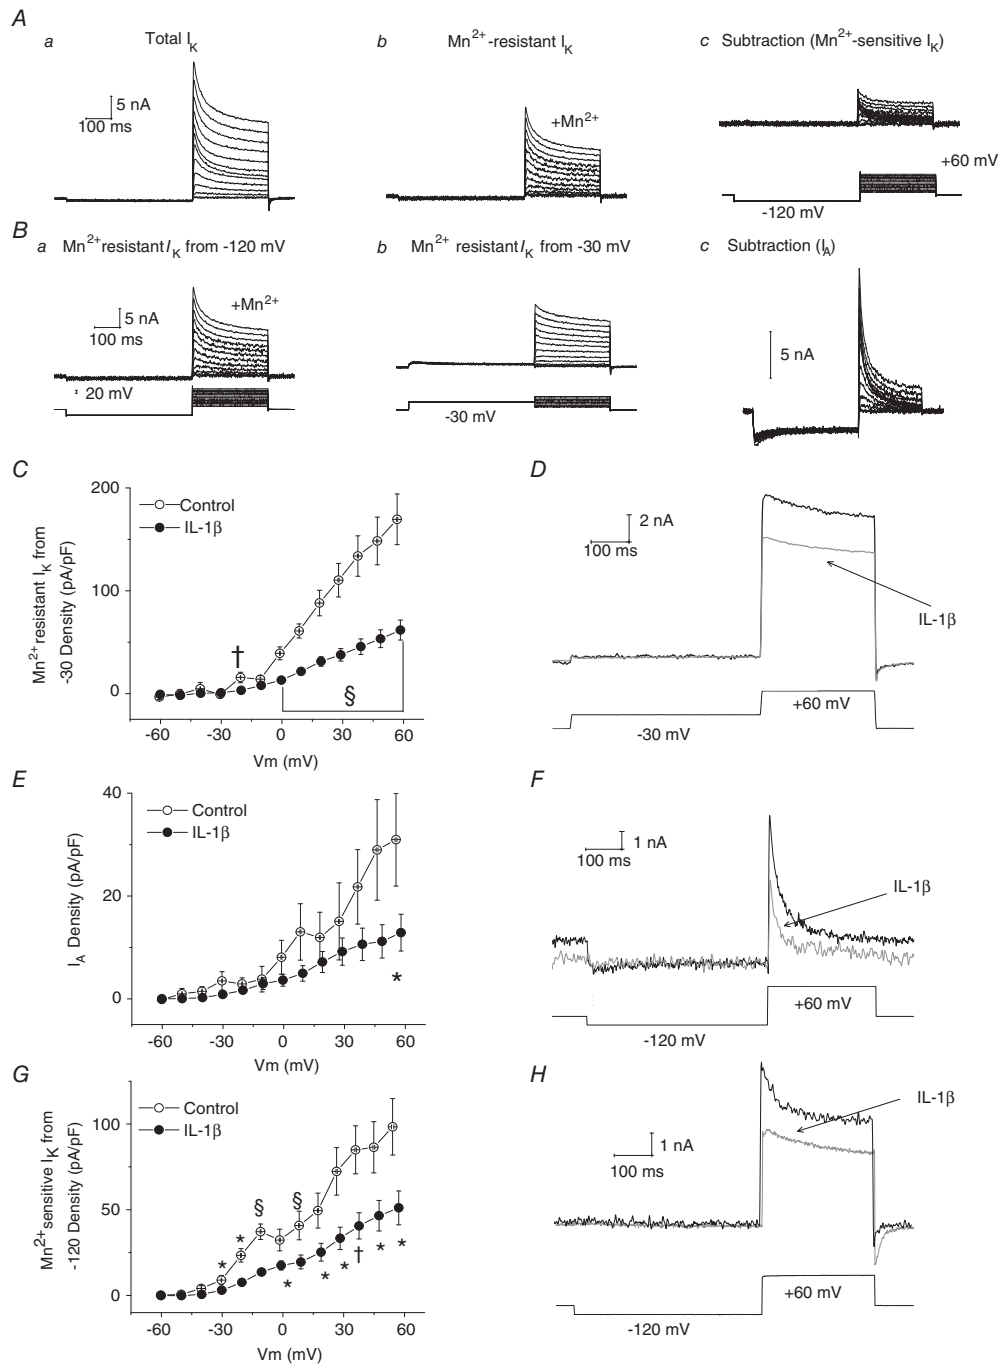 A
a Total I_K
b Mn²⁺-resistant I_K
c Subtraction (Mn²⁺-sensitive I_K)
5 nA
100 ms
+Mn²⁺
+60 mV
-120 mV
B
a Mn²⁺resistant I_K from -120 mV
b Mn²⁺ resistant I_K from -30 mV
c Subtraction (I_A)
+Mn²⁺
5 nA
100 ms
20 mV
-30 mV
5 nA
C
Mn²⁺resistant I_K from
-30 Density (pA/pF)
200
100
0
Control
IL-1β
†
§
-60 -30 0 30 60
Vm (mV)
D
2 nA
100 ms
IL-1β
+60 mV
-30 mV
E
I_A Density (pA/pF)
40
20
0
Control
IL-1β
*
-60 -30 0 30 60
Vm (mV)
F
1 nA
100 ms
IL-1β
+60 mV
-120 mV
G
Mn²⁺sensitive I_K from
-120 Density (pA/pF)
100
50
0
Control
IL-1β
* * § §
* * * † * *
-60 -30 0 30 60
Vm (mV)
H
IL-1β
1 nA
100 ms
+60 mV
-120 mV